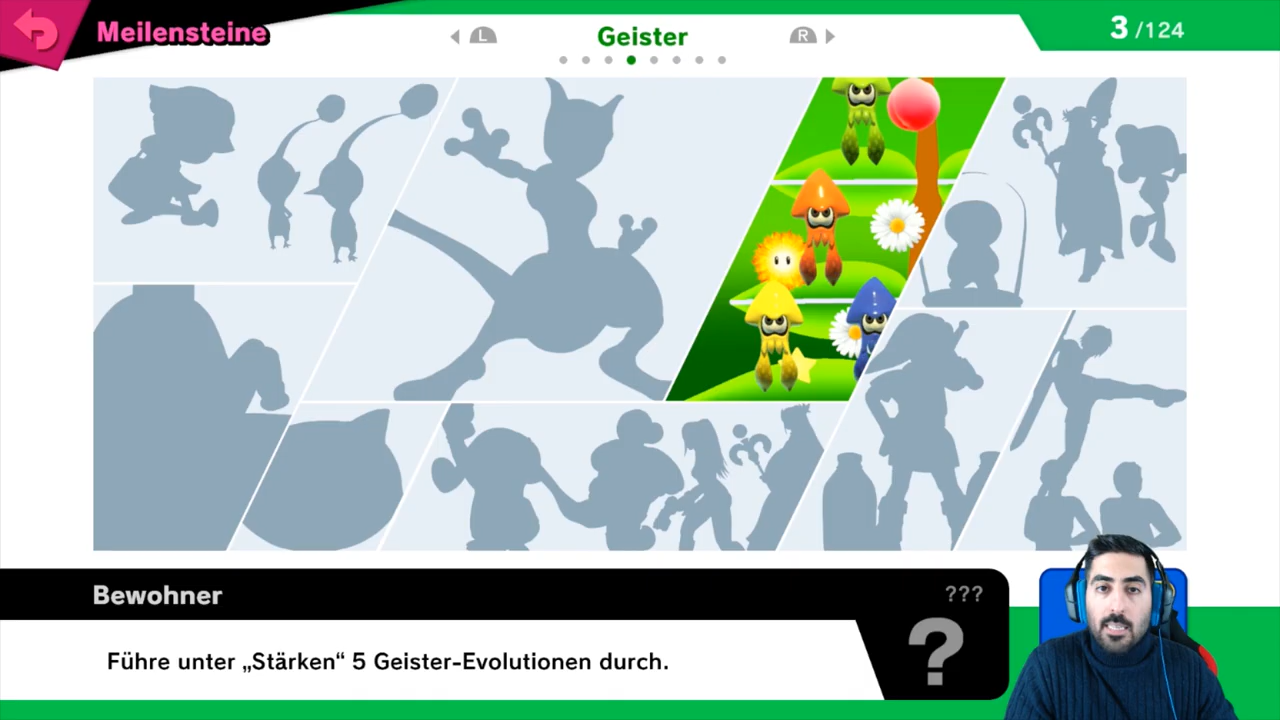 Meilensteine
L
Geister
R
3 /124
Bewohner
???
?
Führe unter „Stärken“ 5 Geister-Evolutionen durch.